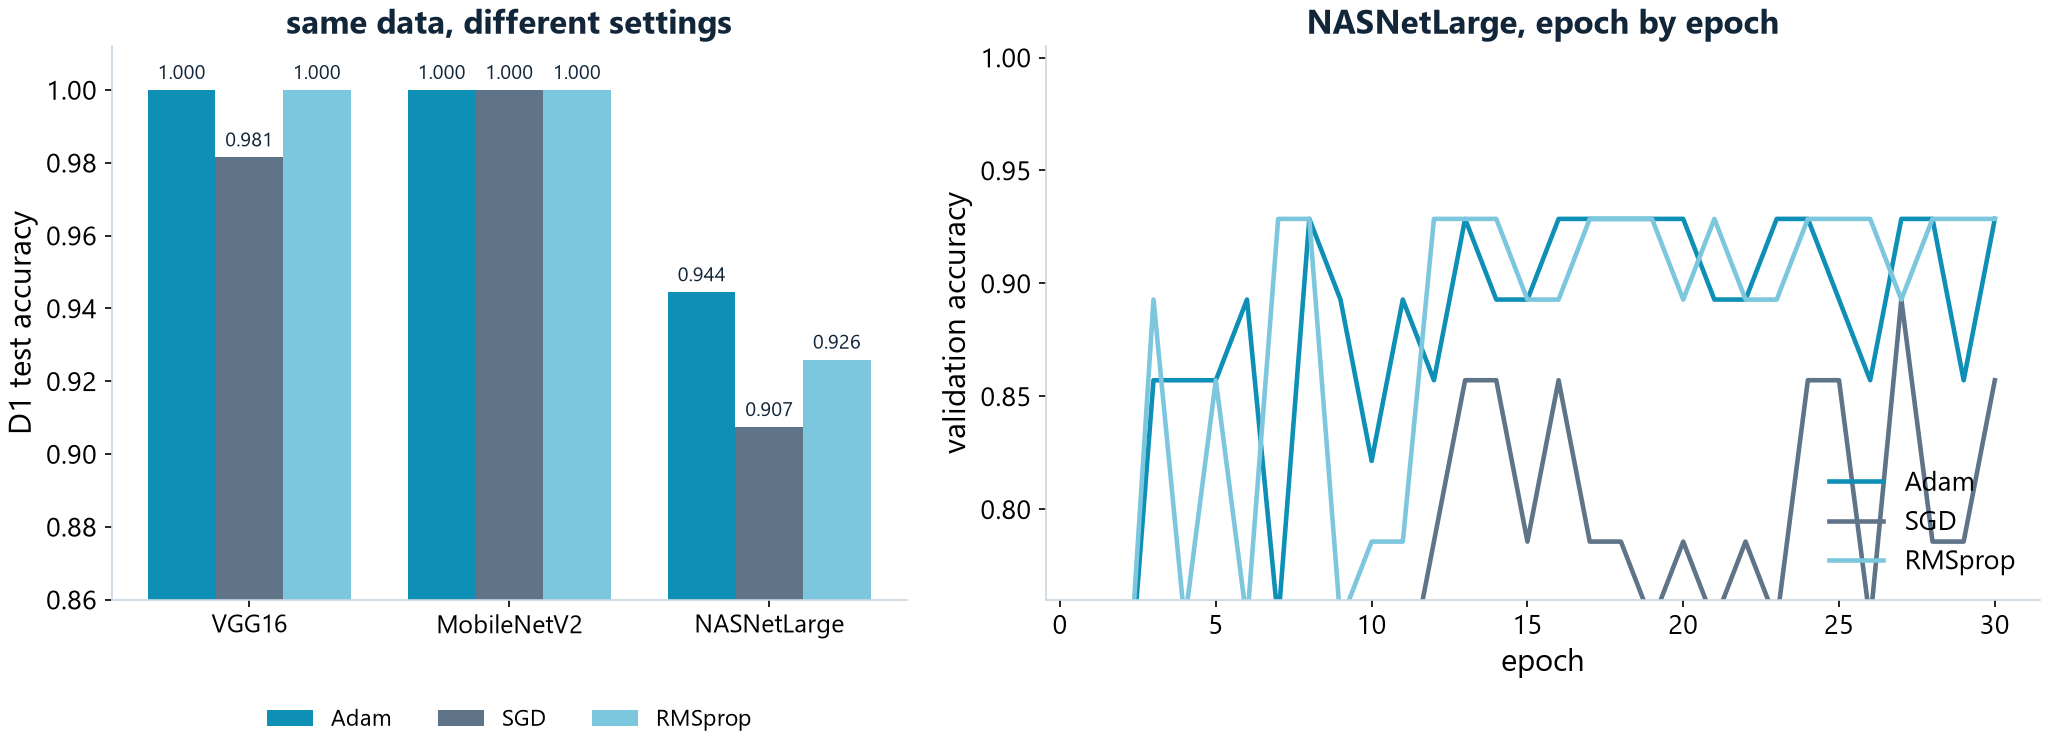 same data, different settings
D1 test accuracy
1.00
0.98
0.96
0.94
0.92
0.90
0.88
0.86
1.000
0.981
1.000
1.000
1.000
1.000
0.944
0.907
0.926
VGG16
MobileNetV2
NASNetLarge
Adam
SGD
RMSprop
NASNetLarge, epoch by epoch
validation accuracy
1.00
0.95
0.90
0.85
0.80
Adam
SGD
RMSprop
0
5
10
15
20
25
30
epoch